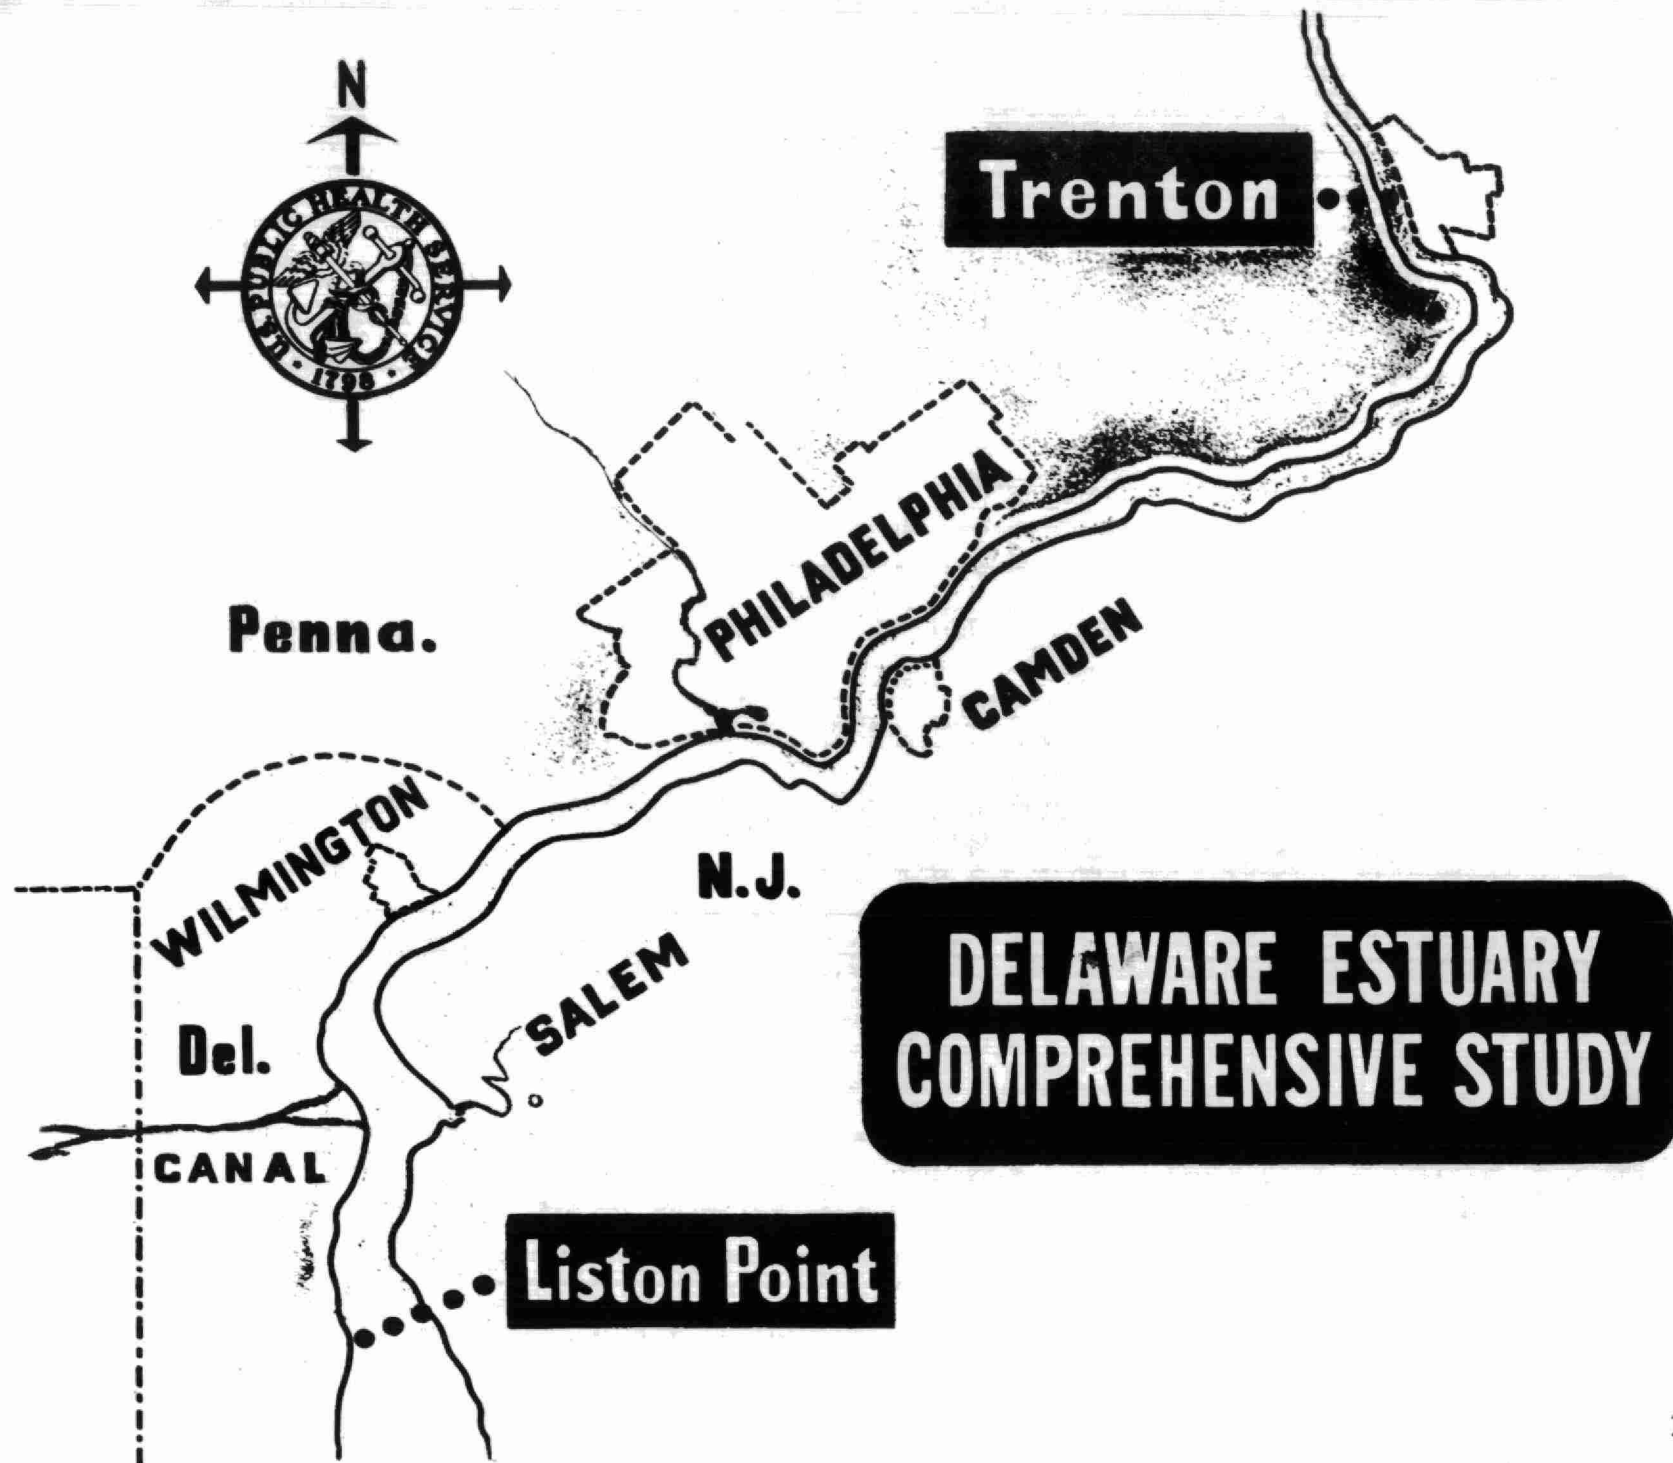 N
U.S. PUBLIC HEALTH SERVICE
• 1798 •
Trenton
PHILADELPHIA
Penna.
CAMDEN
WILMINGTON
N.J.
SALEM
DELAWARE ESTUARY
COMPREHENSIVE STUDY
Del.
CANAL
Liston Point